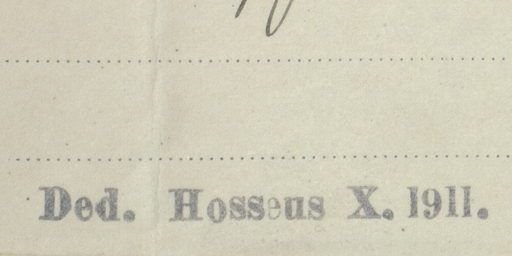 Ded. Hosseus X. 1911.